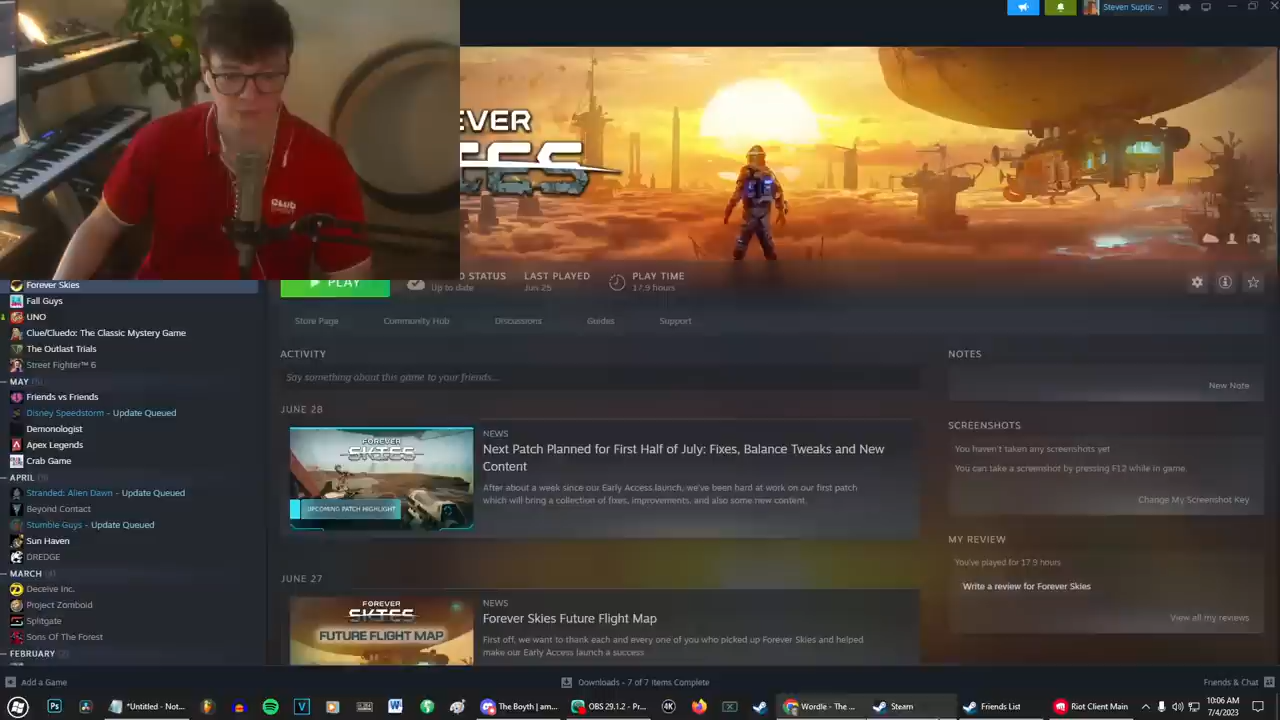 Steven Suptic
EVER
IES
CLUB
Forever Skies
PLAY
D STATUS
Up to date
LAST PLAYED
Jun 25
PLAY TIME
17.9 hours
Fall Guys
UNO
Clue/Cluedo: The Classic Mystery Game
The Outlast Trials
Street Fighter™ 6
MAY (5)
Friends vs Friends
Disney Speedstorm - Update Queued
Demonologist
Apex Legends
Crab Game
APRIL (5)
Stranded: Alien Dawn - Update Queued
Beyond Contact
Stumble Guys - Update Queued
Sun Haven
DREDGE
MARCH (4)
Deceive Inc.
Project Zomboid
Splitgate
Sons Of The Forest
FEBRUARY (2)
Store Page
Community Hub
Discussions
Guides
Support
ACTIVITY
Say something about this game to your friends...
JUNE 28
FOREVER
SKIES
UPCOMING PATCH HIGHLIGHT
NEWS
Next Patch Planned for First Half of July: Fixes, Balance Tweaks and New
Content
After about a week since our Early Access launch, we've been hard at work on our first patch
which will bring a collection of fixes, improvements, and also some new content.
JUNE 27
FOREVER
SKIES
FUTURE FLIGHT MAP
NEWS
Forever Skies Future Flight Map
First off, we want to thank each and every one of you who picked up Forever Skies and helped
make our Early Access launch a success
NOTES
New Note
SCREENSHOTS
You haven't taken any screenshots yet
You can take a screenshot by pressing F12 while in game.
Change My Screenshot Key
MY REVIEW
You've played for 17.9 hours
Write a review for Forever Skies
View all my reviews
Add a Game
Downloads - 7 of 7 Items Complete
Friends & Chat
*Untitled - Not...
The Boyth | am...
OBS 29.1.2 - Pr...
4K
Wordle - The ...
Steam
Friends List
Riot Client Main
10:06 AM
7/4/2023